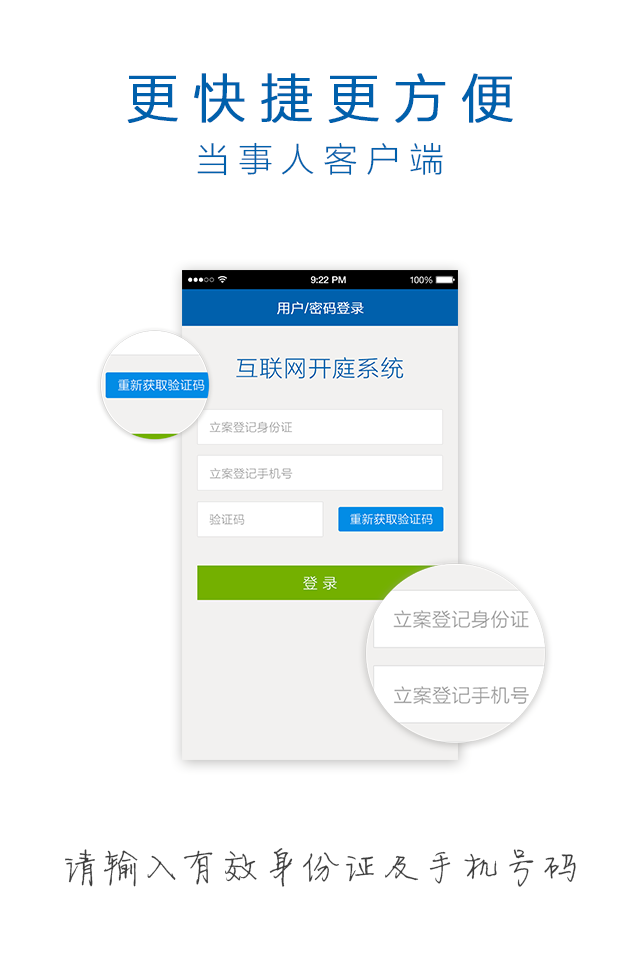 更快捷更方便
当事人客户端
9:22 PM 100%
用户/密码登录
互联网开庭系统
重新获取验证码
立案登记身份证
立案登记手机号
验证码 重新获取验证码
登录
立案登记身份证
立案登记手机号
请输入有效身份证及手机号码